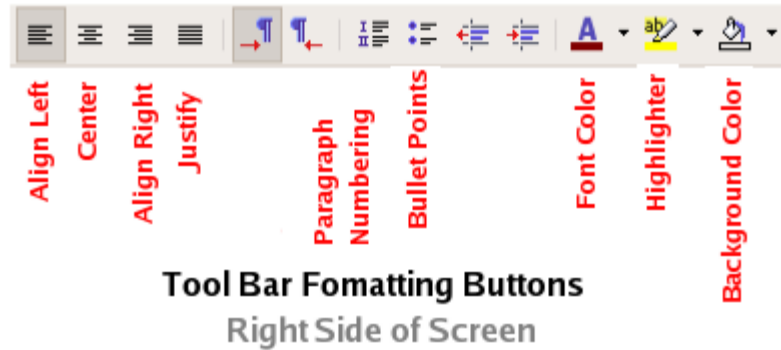 Align Left
Center
Align Right
Justify
Paragraph
Numbering
Bullet Points
Font Color
Highlighter
Background Color
Tool Bar Fomatting Buttons
Right Side of Screen